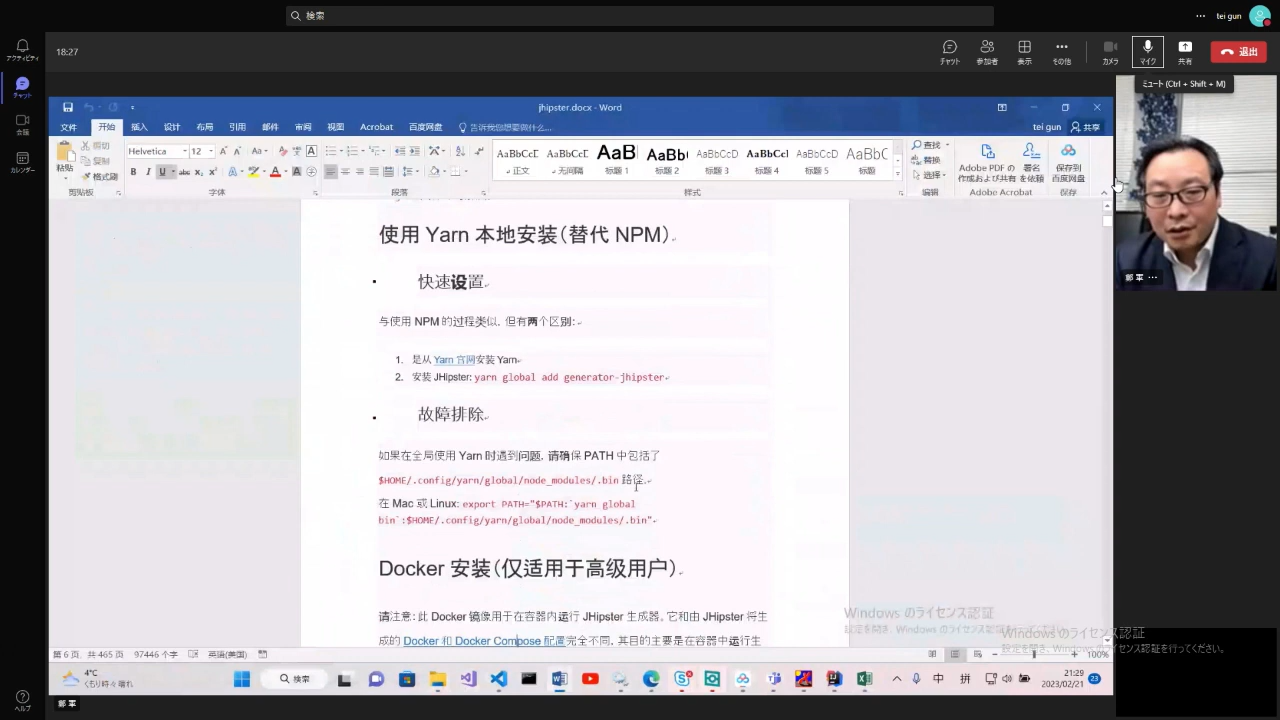 検索
tei gun
アクティビティ
18:27
チャット
参加者
表示
その他
カメラ
マイク
共有
退出
チャット
会議
カレンダー
ヘルプ
ミュート (Ctrl + Shift + M)
jhipster.docx - Word
文件 开始 插入 设计 布局 引用 邮件 审阅 视图 Acrobat 百度网盘 告诉我您想要做什么...
tei gun 共享
粘贴
剪切
复制
格式刷
剪贴板
Helvetica 12
字体
段落
AaBbCcE AaBbCcE AaB AaBb( AaBbCcD AaBbCcI AaBbCcD AaBbC
正文 无间隔 标题 1 标题 2 标题 3 标题 4 标题 5 标题
样式
查找
替换
选择
编辑
Adobe PDF の
作成および共有
署名
を依頼
Adobe Acrobat
保存到
百度网盘
保存
使用 Yarn 本地安装(替代 NPM)
快速设置
与使用 NPM 的过程类似, 但有两个区别:
1. 是从 Yarn 官网安装 Yarn
2. 安装 JHipster: yarn global add generator-jhipster
故障排除
如果在全局使用 Yarn 时遇到问题, 请确保 PATH 中包括了
$HOME/.config/yarn/global/node_modules/.bin 路径.
在 Mac 或 Linux: export PATH="$PATH:`yarn global
bin`:$HOME/.config/yarn/global/node_modules/.bin"
Docker 安装(仅适用于高级用户)
请注意: 此 Docker 镜像用于在容器内运行 JHipster 生成器。它和由 JHipster 将生
成的 Docker 和 Docker Compose 配置完全不同, 其目的主要是在容器中运行生
Windows のライセンス認証
Windows のライセンス認証
設定を開き、Windows のライセンス認証を行ってください。
第 6 页, 共 465 页 97446 个字 英语(美国)
100%
4°C
くもり時々晴れ
検索
中
拼
21:29
2023/02/21
23
鄭 軍
鄭 軍